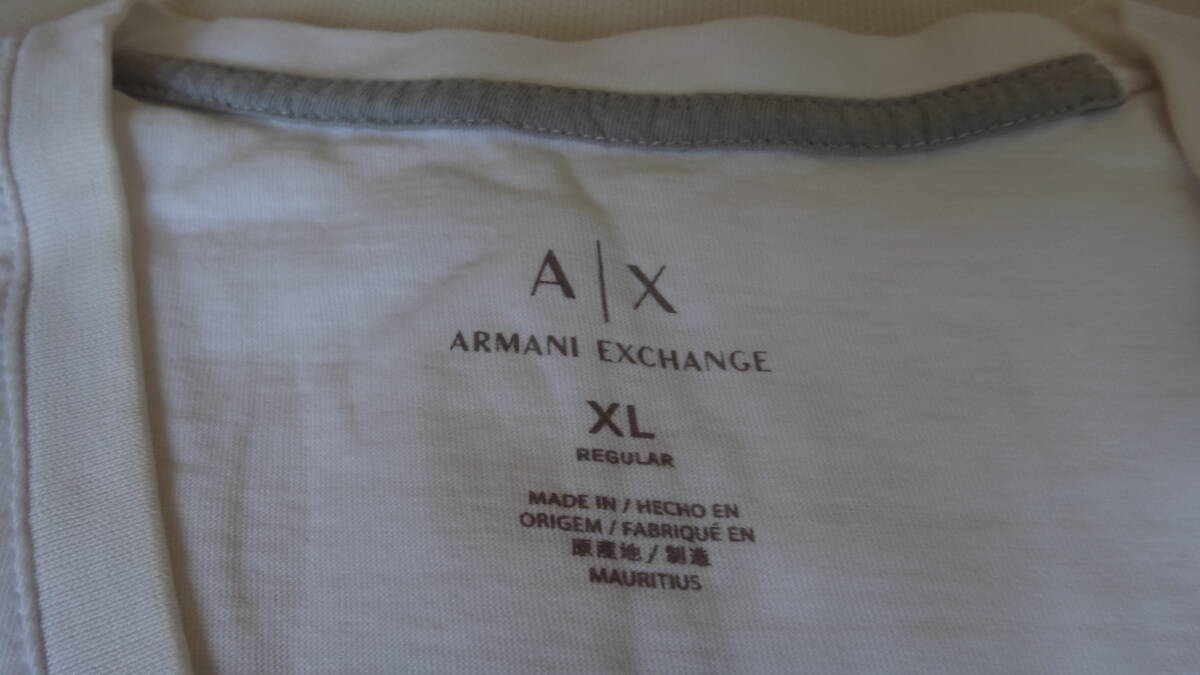 A|X
ARMANI EXCHANGE
XL
REGULAR
MADE IN / HECHO EN
ORIGEM / FABRIQUÉ EN
原産地 / 制造
MAURITIUS